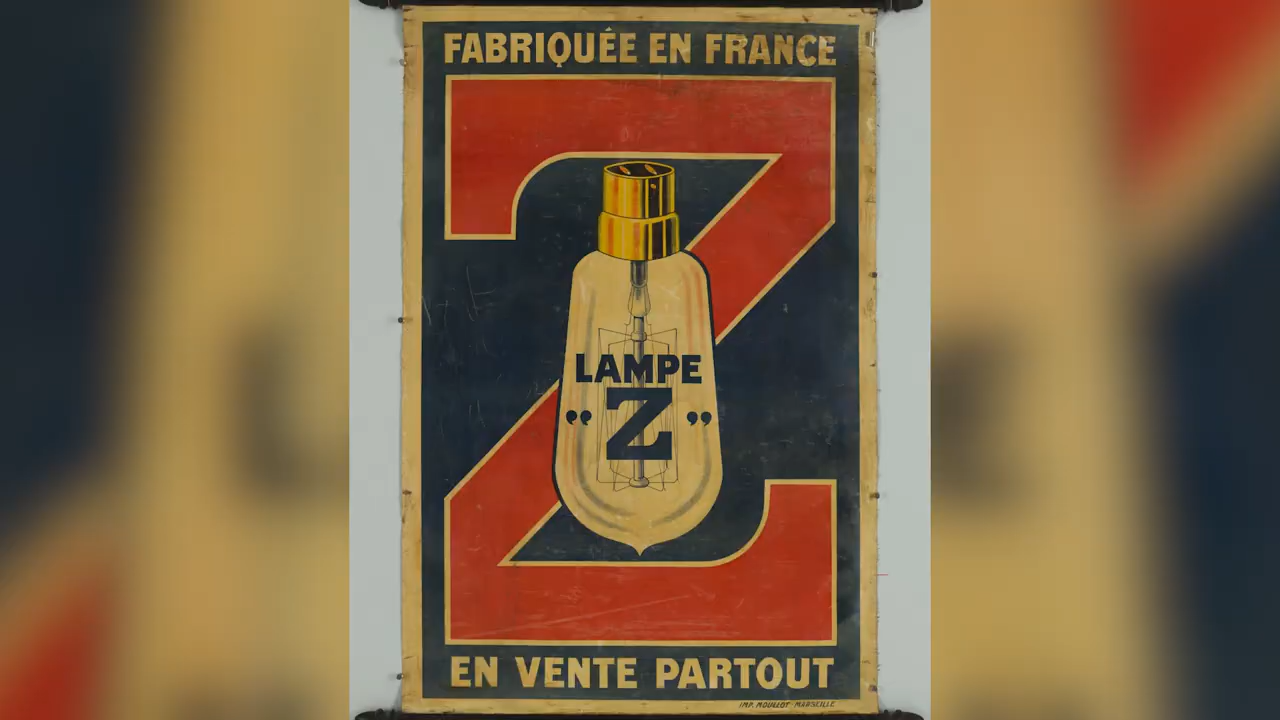 FABRIQUÉE EN FRANCE
Z
LAMPE
„Z”
EN VENTE PARTOUT
IMP. MOULLOT - MARSEILLE